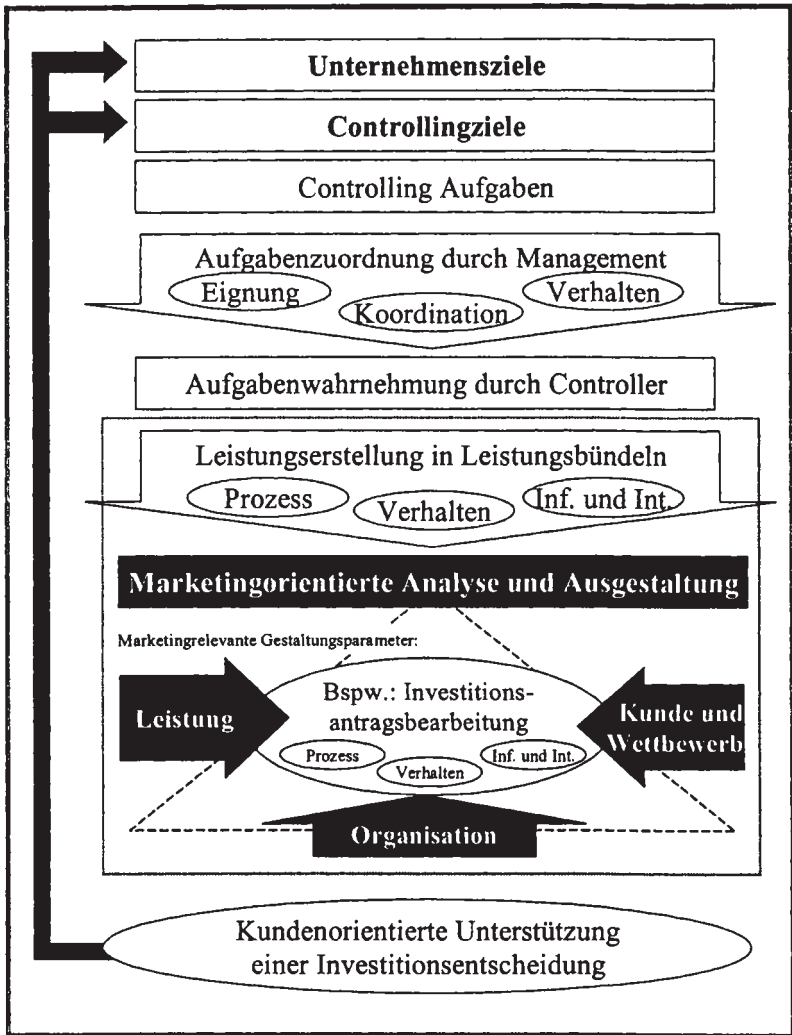 Unternehmensziele
Controllingziele
Controlling Aufgaben
Aufgabenzuordnung durch Management
Eignung
Koordination
Verhalten
Aufgabenwahrnehmung durch Controller
Leistungserstellung in Leistungsbündeln
Prozess
Verhalten
Inf. und Int.
Marketingorientierte Analyse und Ausgestaltung
Marketingrelevante Gestaltungsparameter:
Leistung
Bspw.: Investitions-
antragsbearbeitung
Prozess
Verhalten
Inf. und Int.
Kunde und
Wettbewerb
Organisation
Kundenorientierte Unterstützung
einer Investitionsentscheidung